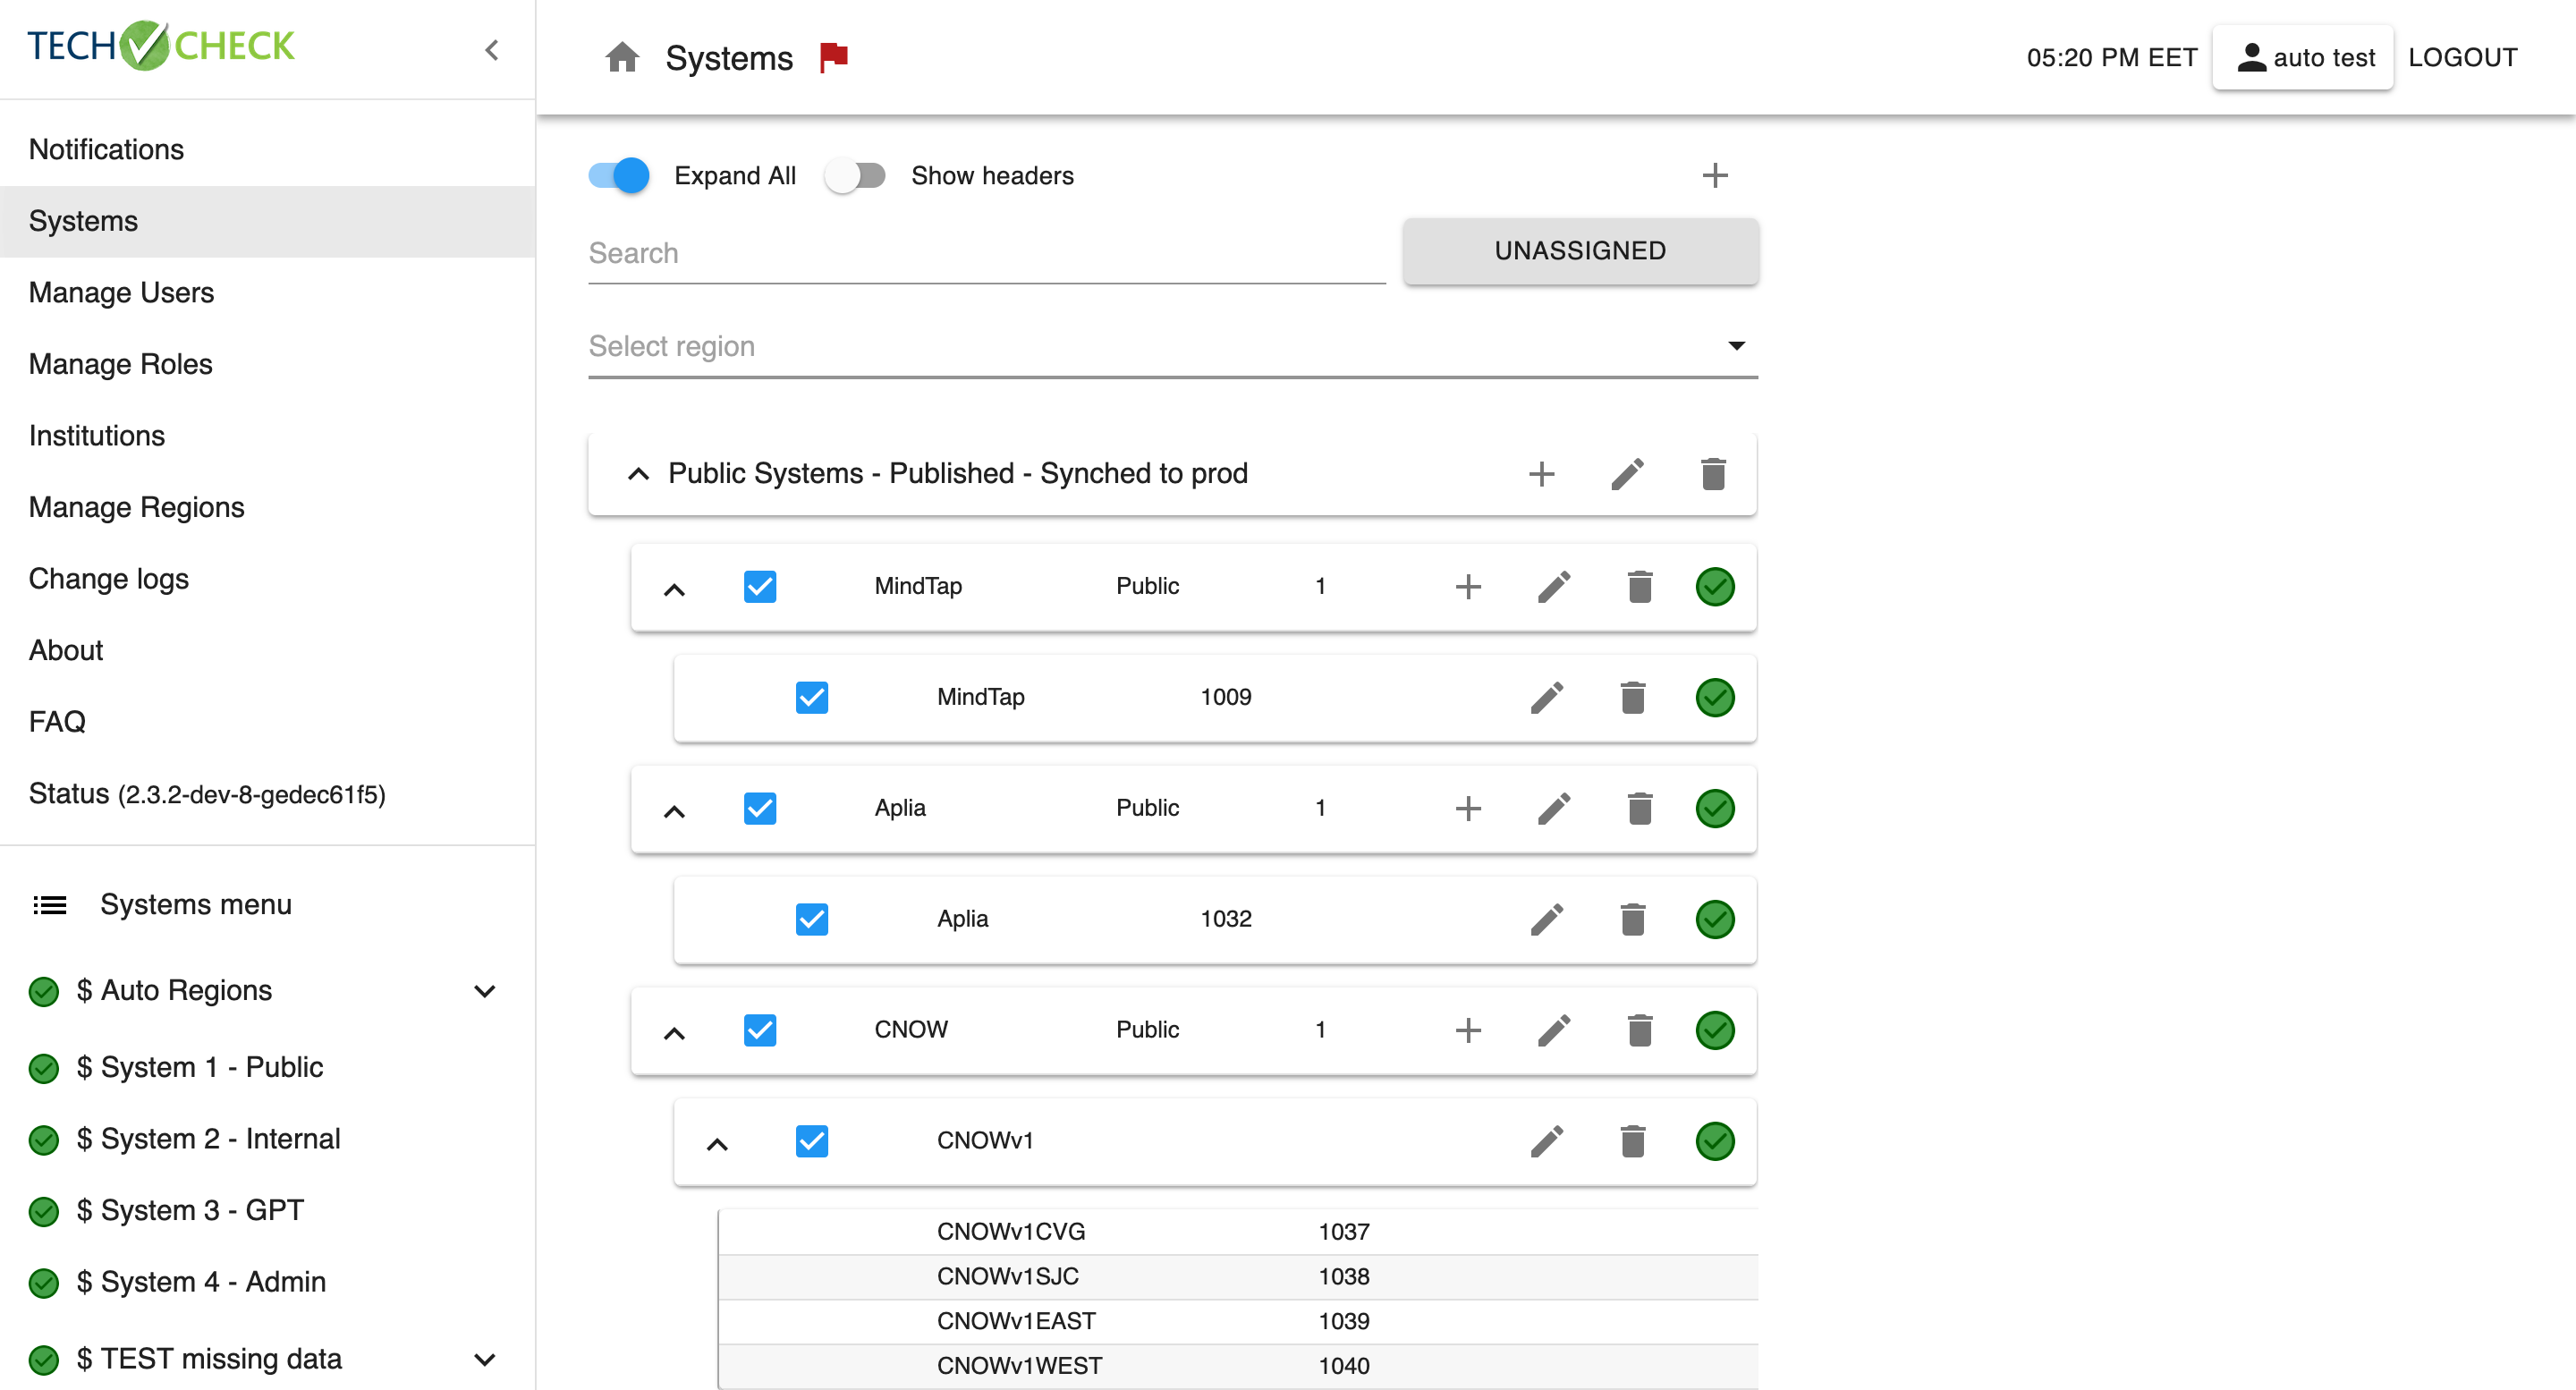 TECH CHECK
Notifications
Systems
Manage Users
Manage Roles
Institutions
Manage Regions
Change logs
About
FAQ
Status (2.3.2-dev-8-gedec61f5)
Systems menu
$ Auto Regions
$ System 1 - Public
$ System 2 - Internal
$ System 3 - GPT
$ System 4 - Admin
$ TEST missing data
Systems
05:20 PM EET auto test LOGOUT
Expand All Show headers
Search UNASSIGNED
Select region
Public Systems - Published - Synched to prod
MindTap Public 1
MindTap 1009
Aplia Public 1
Aplia 1032
CNOW Public 1
CNOWv1
CNOWv1CVG 1037
CNOWv1SJC 1038
CNOWv1EAST 1039
CNOWv1WEST 1040